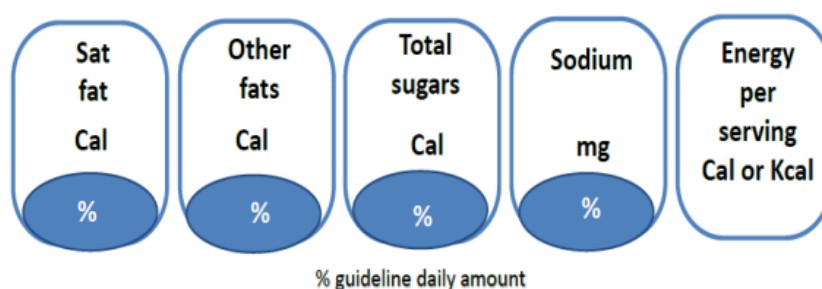 Sat
fat
Cal
%
Other
fats
Cal
%
Total
sugars
Cal
%
Sodium
mg
%
Energy
per
serving
Cal or Kcal
% guideline daily amount